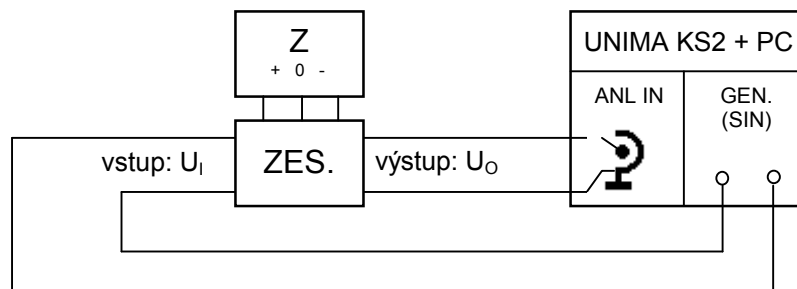 Z
+ 0 -
UNIMA KS2 + PC
ANL IN
GEN.
(SIN)
vstup: U_I
ZES.
výstup: U_O